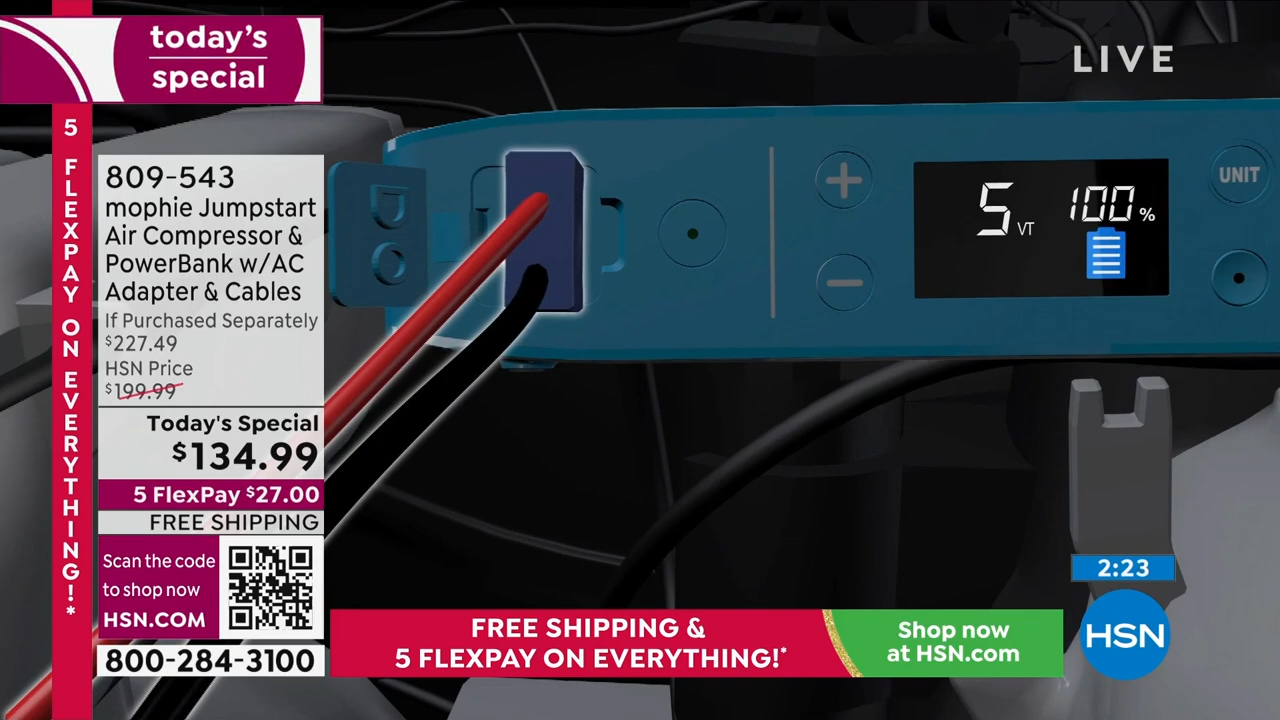 today's
special
LIVE
5 FLEXPAY ON EVERYTHING!*
809-543
mophie Jumpstart
Air Compressor &
PowerBank w/AC
Adapter & Cables
If Purchased Separately
$227.49
HSN Price
$199.99
Today's Special
$134.99
5 FlexPay $27.00
FREE SHIPPING
Scan the code
to shop now
HSN.COM
800-284-3100
5 VT 100 %
UNIT
FREE SHIPPING &
5 FLEXPAY ON EVERYTHING!*
Shop now
at HSN.com
2:23
HSN